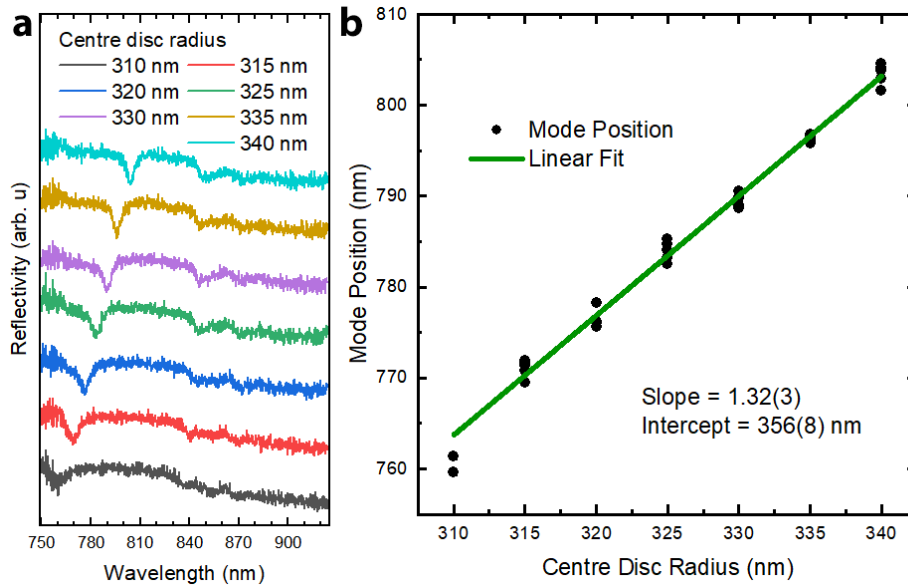 a
Centre disc radius
310 nm 315 nm
320 nm 325 nm
330 nm 335 nm
340 nm
Reflectivity (arb. u)
750 780 810 840 870 900
Wavelength (nm)
b
810
800
790
780
770
760
Mode Position (nm)
Mode Position
Linear Fit
Slope = 1.32(3)
Intercept = 356(8) nm
310 315 320 325 330 335 340
Centre Disc Radius (nm)